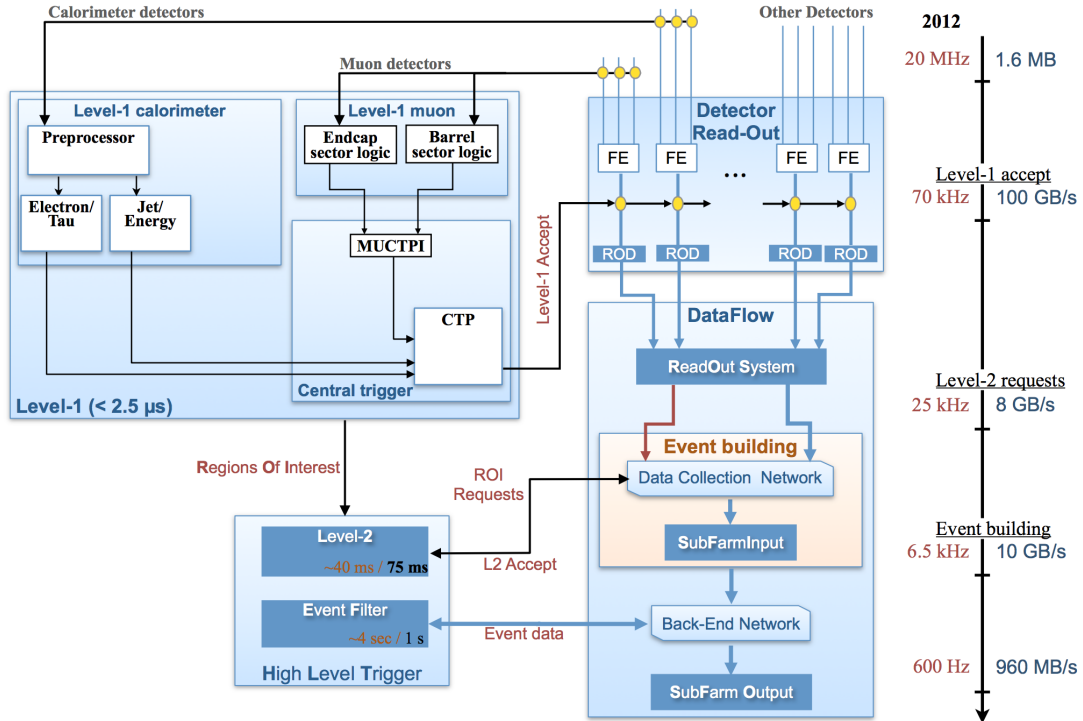 Calorimeter detectors
Other Detectors
2012
Muon detectors
20 MHz
1.6 MB
Level-1 calorimeter
Level-1 muon
Detector
Read-Out
Preprocessor
Endcap
sector logic
Barrel
sector logic
FE
FE
FE
FE
...
Level-1 accept
70 kHz
100 GB/s
Electron/
Tau
Jet/
Energy
MUCTPI
ROD
ROD
ROD
ROD
Level-1 Accept
CTP
DataFlow
ReadOut System
Central trigger
Level-1 (< 2.5 μs)
Level-2 requests
25 kHz
8 GB/s
Event building
Regions Of Interest
ROI
Requests
Data Collection Network
Level-2
~40 ms / 75 ms
L2 Accept
SubFarmInput
Event building
6.5 kHz
10 GB/s
Event Filter
~4 sec / 1 s
Event data
Back-End Network
High Level Trigger
SubFarm Output
600 Hz
960 MB/s